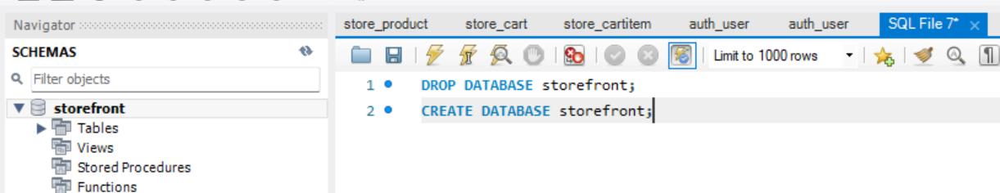 Navigator
SCHEMAS
Filter objects
storefront
Tables
Views
Stored Procedures
Functions
store_product store_cart store_cartitem auth_user auth_user SQL File 7* ×
Limit to 1000 rows
1 DROP DATABASE storefront;
2 CREATE DATABASE storefront;